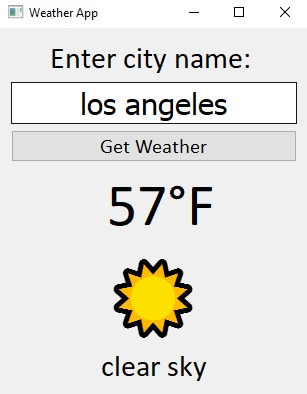 Weather App
Enter city name:
los angeles
Get Weather
57°F
clear sky